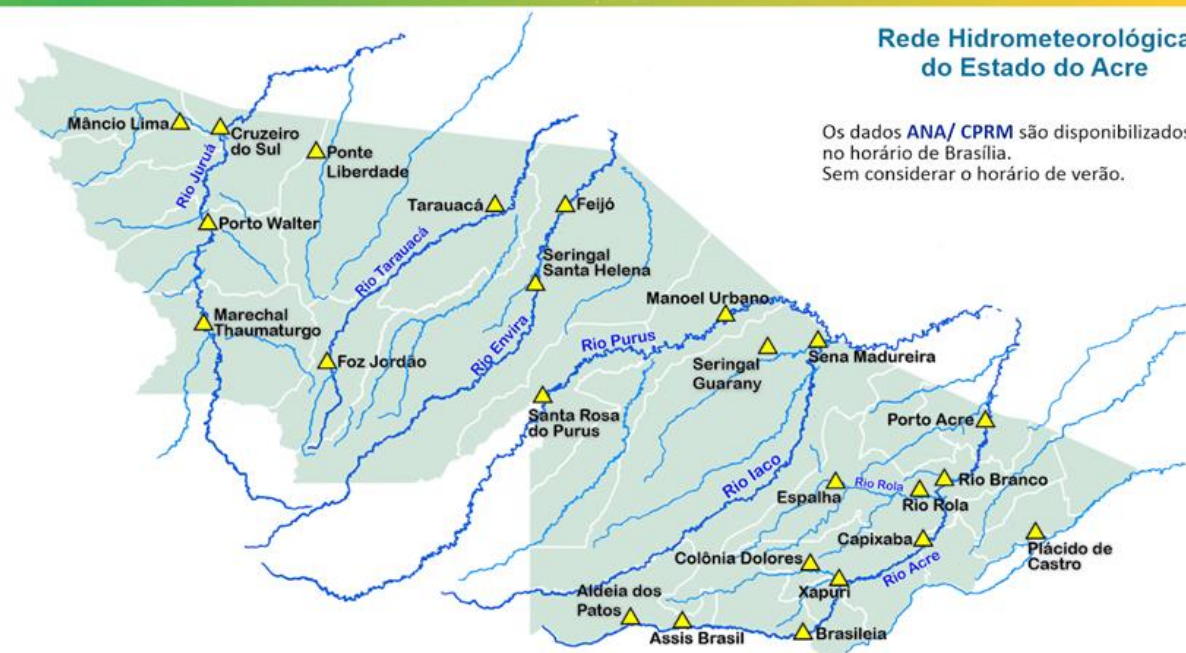 Rede Hidrometeorológica
do Estado do Acre
Os dados ANA/ CPRM são disponibilizados
no horário de Brasília.
Sem considerar o horário de verão.
Mâncio Lima
Cruzeiro
do Sul
Ponte
Liberdade
Rio Juruá
Porto Walter
Tarauacá
Feijó
Rio Tarauacá
Seringal
Santa Helena
Marechal
Thaumaturgo
Foz Jordão
Rio Envira
Manoel Urbano
Rio Purus
Seringal
Guarany
Sena Madureira
Santa Rosa
do Purus
Porto Acre
Rio Iaco
Espalha
Rio Rola
Rio Rola
Rio Branco
Capixaba
Plácido de
Castro
Colônia Dolores
Rio Acre
Xapuri
Aldeia dos
Patos
Assis Brasil
Brasileia